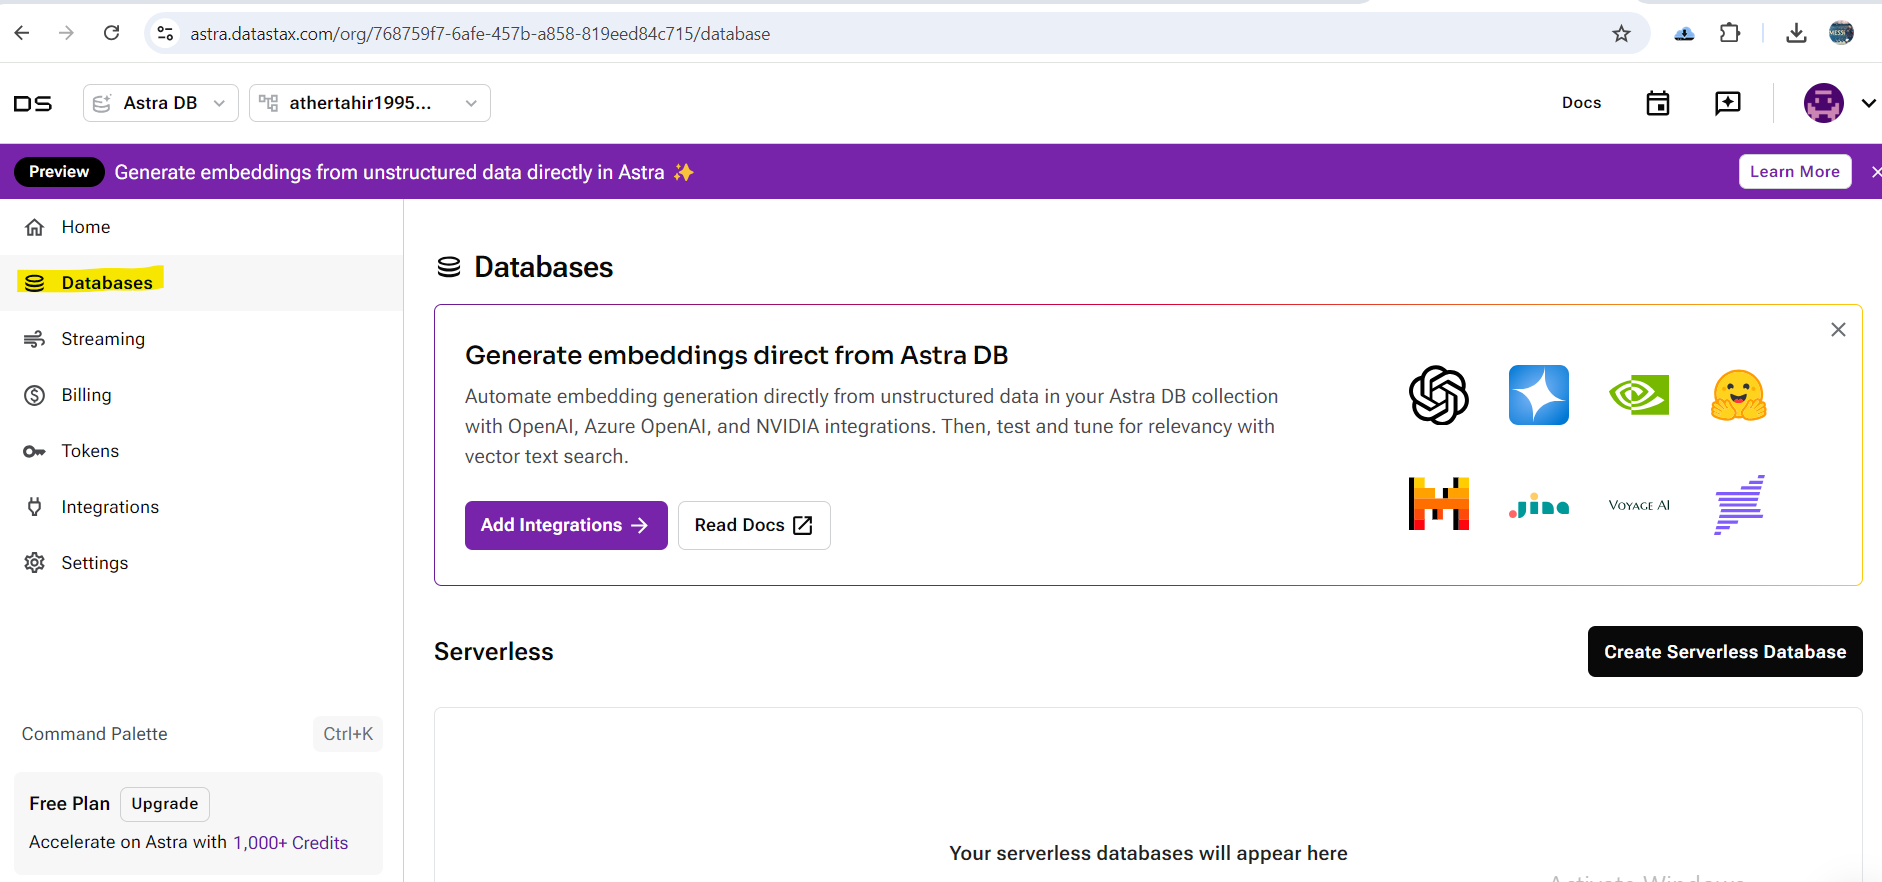 astra.datastax.com/org/768759f7-6afe-457b-a858-819eed84c715/database
DS
Astra DB
athertahir1995...
Docs
Preview
Generate embeddings from unstructured data directly in Astra ✨
Learn More
Home
Databases
Streaming
Billing
Tokens
Integrations
Settings
Command Palette
Ctrl+K
Free Plan
Upgrade
Accelerate on Astra with 1,000+ Credits
Databases
Generate embeddings direct from Astra DB
Automate embedding generation directly from unstructured data in your Astra DB collection
with OpenAI, Azure OpenAI, and NVIDIA integrations. Then, test and tune for relevancy with
vector text search.
Add Integrations
Read Docs
Jina
VOYAGE AI
Serverless
Create Serverless Database
Your serverless databases will appear here
Activate Windows